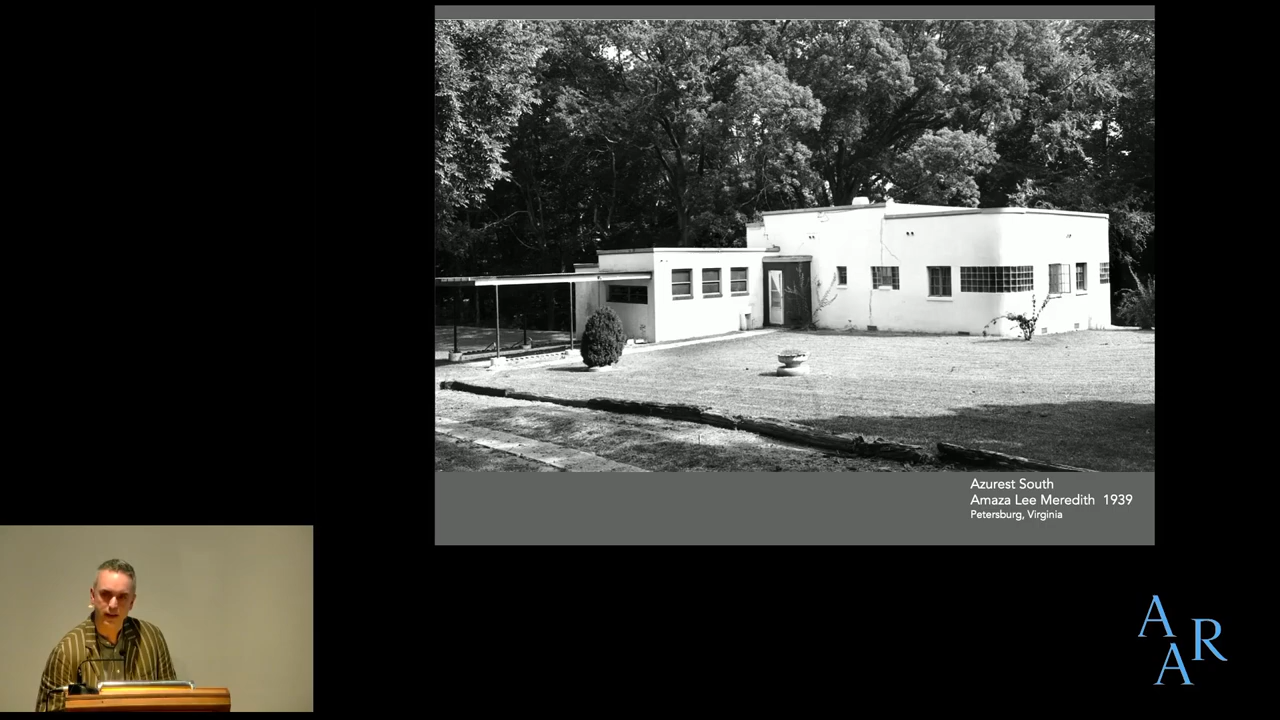 Azurest South
Amaza Lee Meredith 1939
Petersburg, Virginia
A
R
A